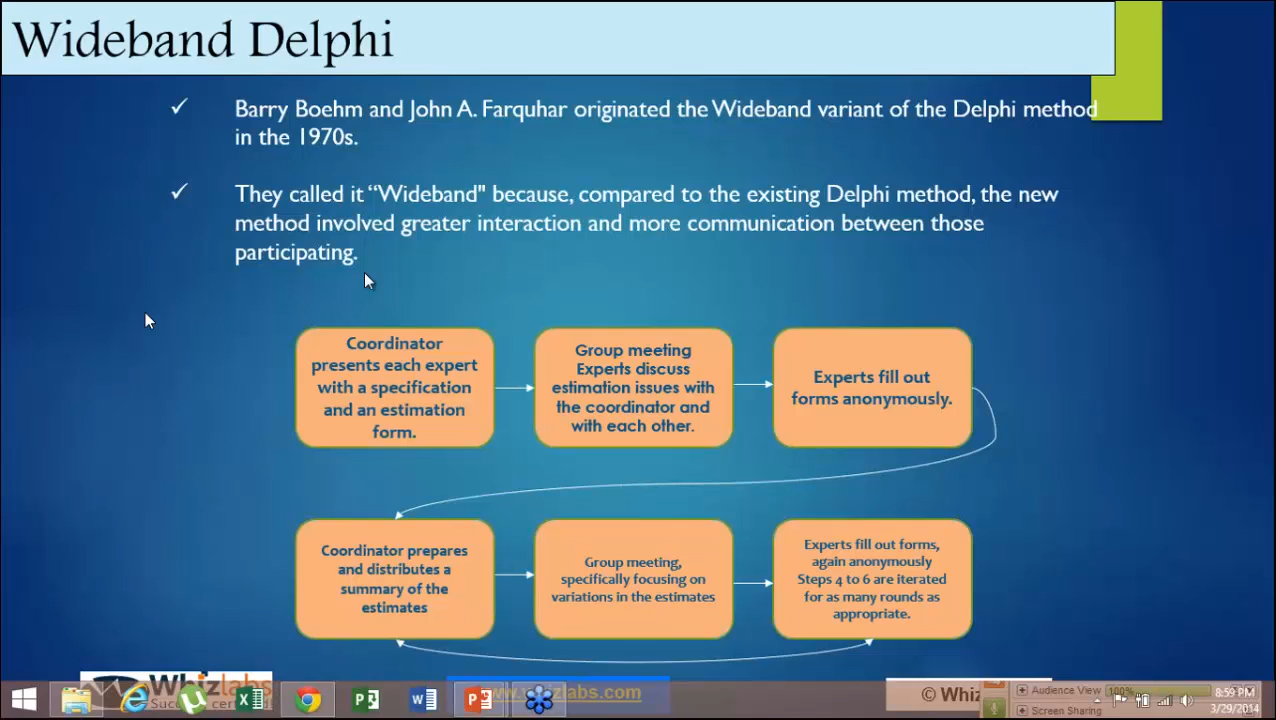 Wideband Delphi
Barry Boehm and John A. Farquhar originated the Wideband variant of the Delphi method
in the 1970s.
They called it “Wideband" because, compared to the existing Delphi method, the new
method involved greater interaction and more communication between those
participating.
Coordinator
presents each expert
with a specification
and an estimation
form.
Group meeting
Experts discuss
estimation issues with
the coordinator and
with each other.
Experts fill out
forms anonymously.
Coordinator prepares
and distributes a
summary of the
estimates
Group meeting,
specifically focusing on
variations in the estimates
Experts fill out forms,
again anonymously
Steps 4 to 6 are iterated
for as many rounds as
appropriate.
Whizlabs
www.whizlabs.com
© Whiz
Audience View 100%
Screen Sharing
8:59 PM
3/29/2014